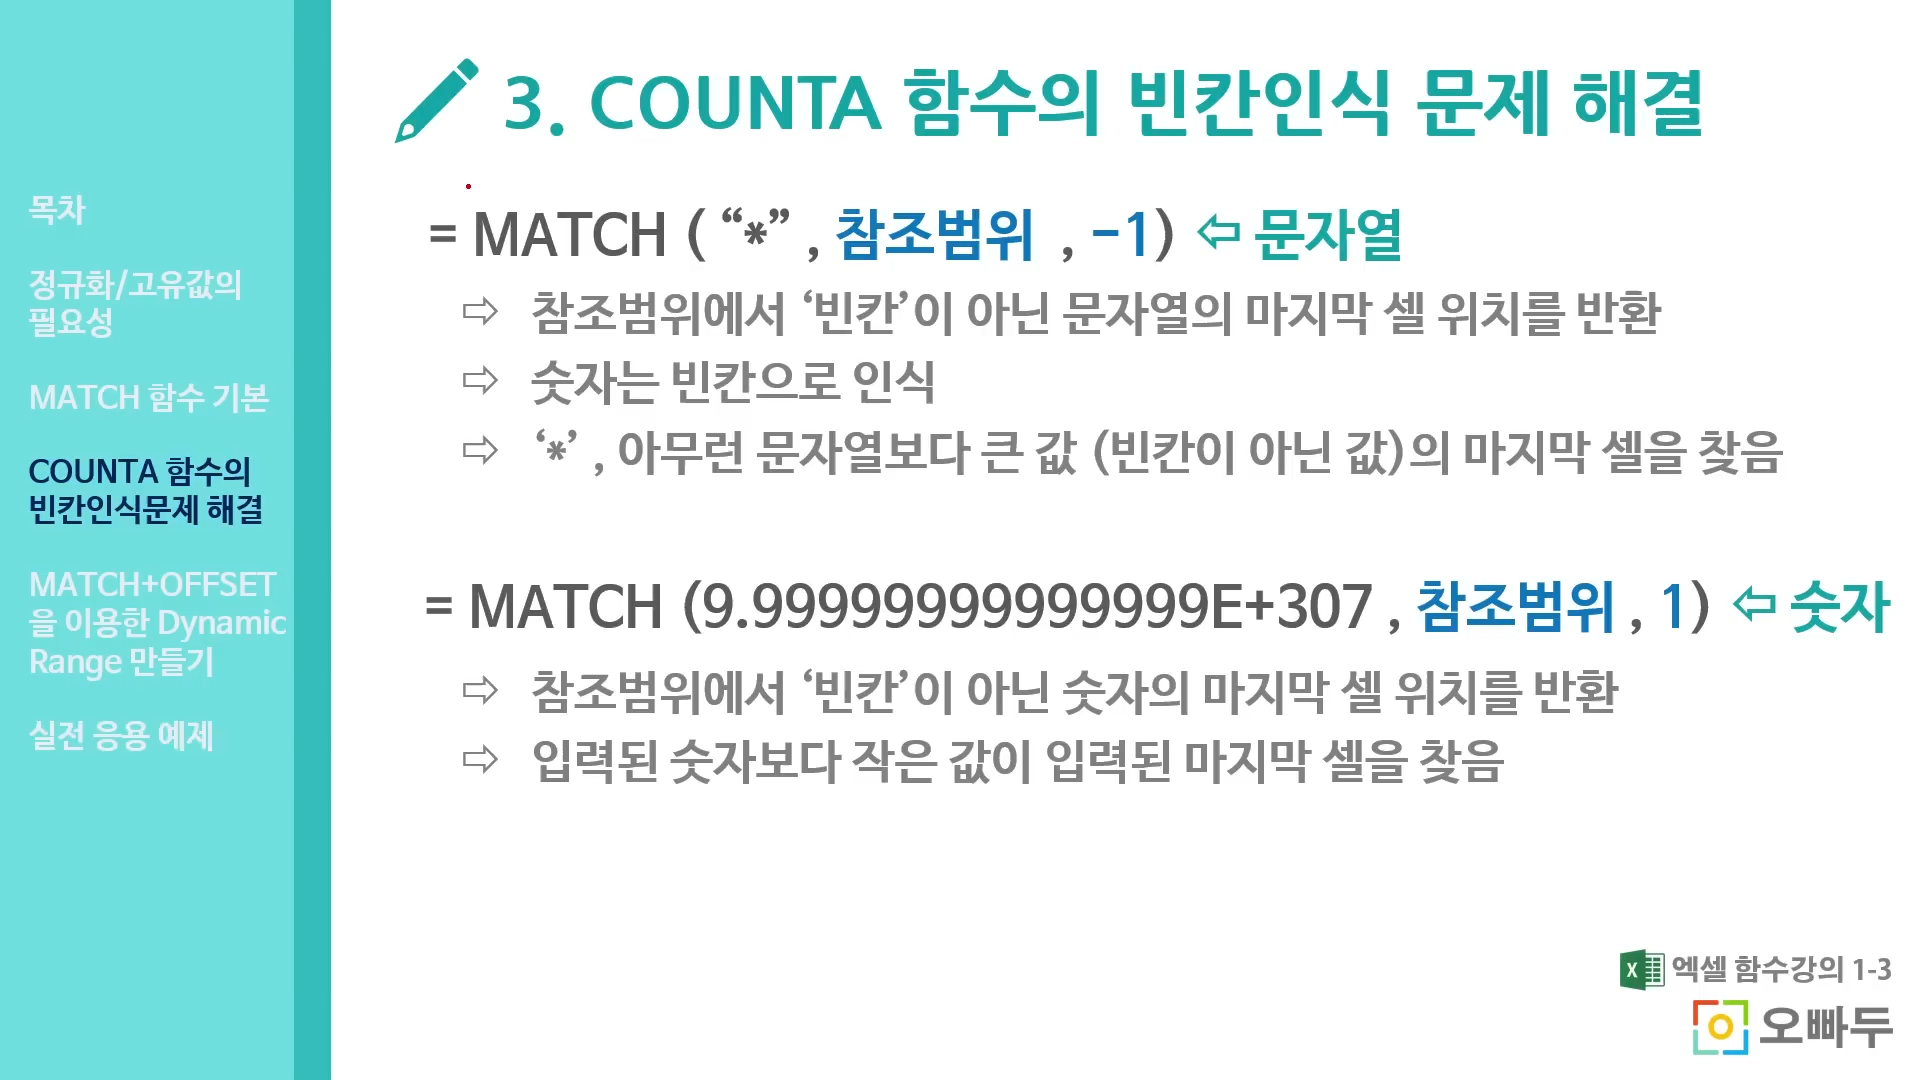 3. COUNTA 함수의 빈칸인식 문제 해결
목차
정규화/고유값의
필요성
MATCH 함수 기본
COUNTA 함수의
빈칸인식문제 해결
MATCH+OFFSET
을 이용한 Dynamic
Range 만들기
실전 응용 예제
= MATCH ( “*” , 참조범위 , -1) ⇦ 문자열
⇨ 참조범위에서 ‘빈칸’이 아닌 문자열의 마지막 셀 위치를 반환
⇨ 숫자는 빈칸으로 인식
⇨ ‘*’ , 아무런 문자열보다 큰 값 (빈칸이 아닌 값)의 마지막 셀을 찾음
= MATCH (9.99999999999999E+307 , 참조범위 , 1) ⇦ 숫자
⇨ 참조범위에서 ‘빈칸’이 아닌 숫자의 마지막 셀 위치를 반환
⇨ 입력된 숫자보다 작은 값이 입력된 마지막 셀을 찾음
X 엑셀 함수강의 1-3
오빠두